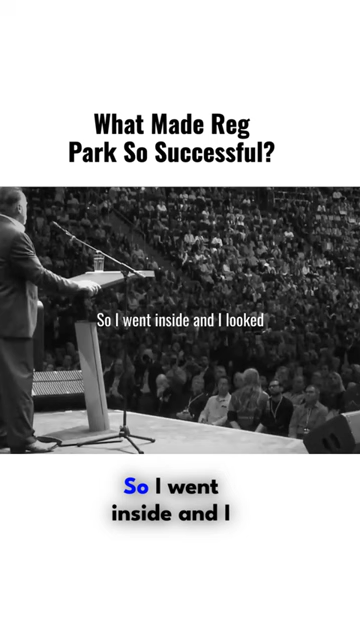 What Made Reg
Park So Successful?
So I went inside and I looked
So I went
inside and I